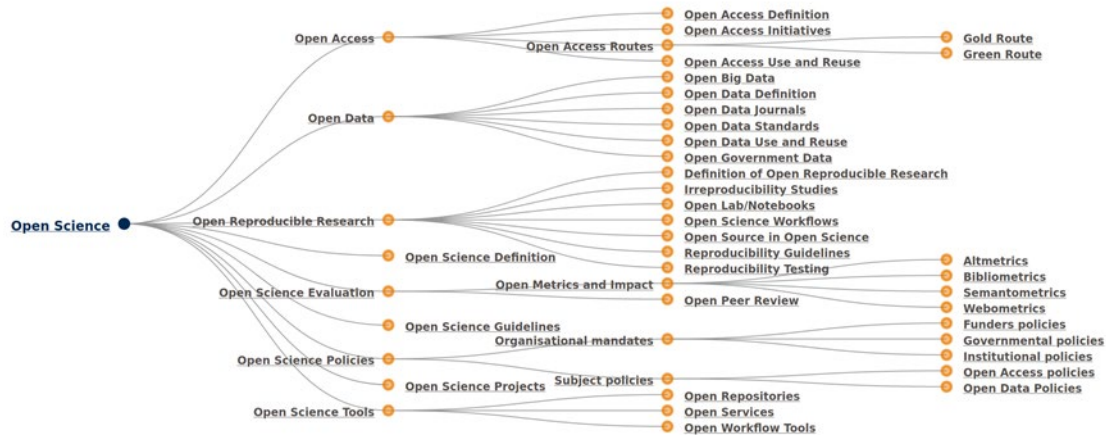 Open Science
Open Access
Open Access Definition
Open Access Initiatives
Open Access Routes
Gold Route
Green Route
Open Access Use and Reuse
Open Data
Open Big Data
Open Data Definition
Open Data Journals
Open Data Standards
Open Data Use and Reuse
Open Government Data
Open Reproducible Research
Definition of Open Reproducible Research
Irreproducibility Studies
Open Lab/Notebooks
Open Science Workflows
Open Source in Open Science
Reproducibility Guidelines
Reproducibility Testing
Open Science Definition
Open Science Evaluation
Open Metrics and Impact
Altmetrics
Bibliometrics
Semantometrics
Webometrics
Open Peer Review
Open Science Guidelines
Open Science Policies
Organisational mandates
Funders policies
Governmental policies
Institutional policies
Subject policies
Open Access policies
Open Data Policies
Open Science Projects
Open Science Tools
Open Repositories
Open Services
Open Workflow Tools